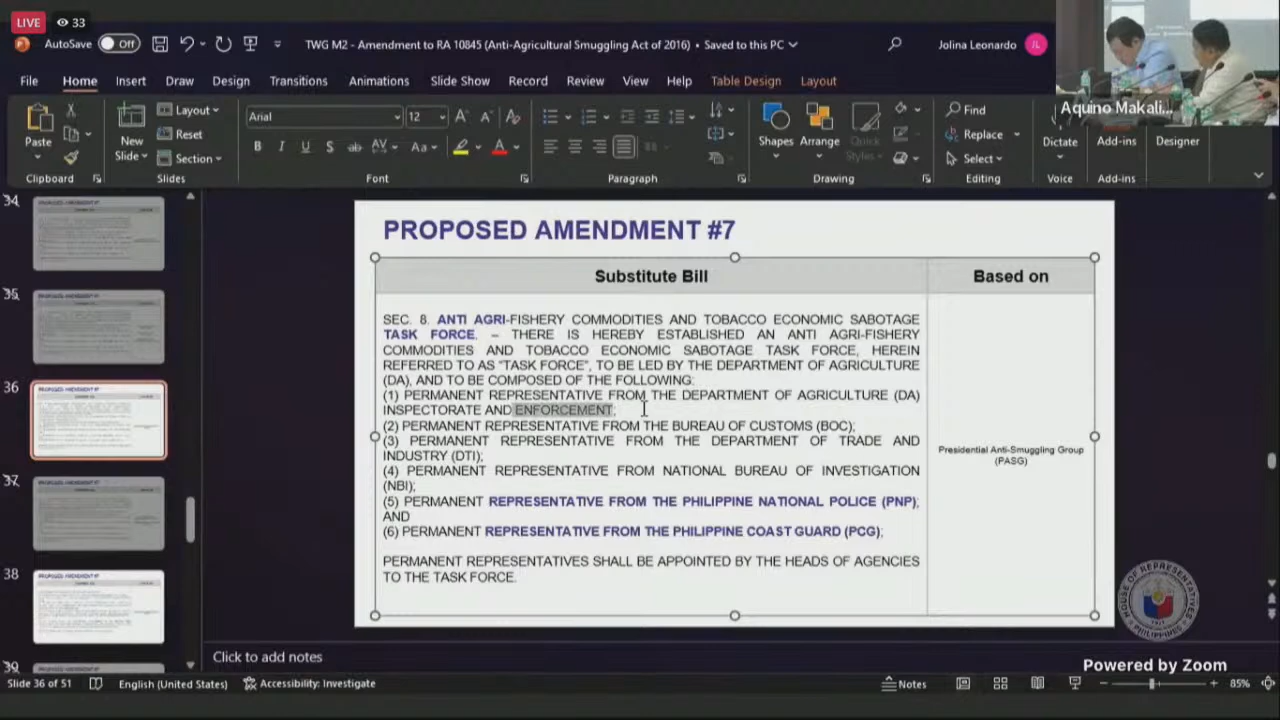 LIVE 33
AutoSave Off TWG M2 - Amendment to RA 10845 (Anti-Agricultural Smuggling Act of 2016) • Saved to this PC Jolina Leonardo JL
File Home Insert Draw Design Transitions Animations Slide Show Record Review View Help Table Design Layout
Aquino Makali...
Paste New Slide Layout Reset Section Arial 12 Shapes Arrange Quick Styles Find Replace Select Dictate Add-ins Designer
Clipboard Slides Font Paragraph Drawing Editing Voice Add-ins
34
35
36
37
38
39
PROPOSED AMENDMENT #7
Substitute Bill Based on
SEC. 8. ANTI AGRI-FISHERY COMMODITIES AND TOBACCO ECONOMIC SABOTAGE
TASK FORCE. – THERE IS HEREBY ESTABLISHED AN ANTI AGRI-FISHERY
COMMODITIES AND TOBACCO ECONOMIC SABOTAGE TASK FORCE, HEREIN
REFERRED TO AS "TASK FORCE", TO BE LED BY THE DEPARTMENT OF AGRICULTURE
(DA), AND TO BE COMPOSED OF THE FOLLOWING:
(1) PERMANENT REPRESENTATIVE FROM THE DEPARTMENT OF AGRICULTURE (DA)
INSPECTORATE AND ENFORCEMENT;
(2) PERMANENT REPRESENTATIVE FROM THE BUREAU OF CUSTOMS (BOC);
(3) PERMANENT REPRESENTATIVE FROM THE DEPARTMENT OF TRADE AND
INDUSTRY (DTI);
(4) PERMANENT REPRESENTATIVE FROM NATIONAL BUREAU OF INVESTIGATION
(NBI);
(5) PERMANENT REPRESENTATIVE FROM THE PHILIPPINE NATIONAL POLICE (PNP);
AND
(6) PERMANENT REPRESENTATIVE FROM THE PHILIPPINE COAST GUARD (PCG);
PERMANENT REPRESENTATIVES SHALL BE APPOINTED BY THE HEADS OF AGENCIES
TO THE TASK FORCE.
Presidential Anti-Smuggling Group
(PASG)
HOUSE OF REPRESENTATIVES
PHILIPPINES
Click to add notes
Powered by Zoom
Slide 36 of 51 English (United States) Accessibility: Investigate Notes 85%